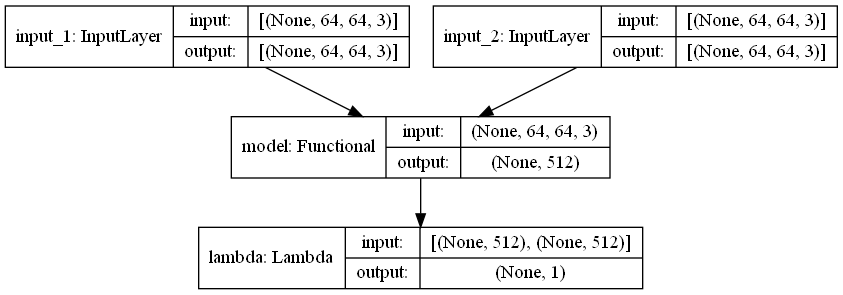 input_1: InputLayer
input:
[(None, 64, 64, 3)]
output:
[(None, 64, 64, 3)]
input_2: InputLayer
input:
[(None, 64, 64, 3)]
output:
[(None, 64, 64, 3)]
model: Functional
input:
(None, 64, 64, 3)
output:
(None, 512)
lambda: Lambda
input:
[(None, 512), (None, 512)]
output:
(None, 1)